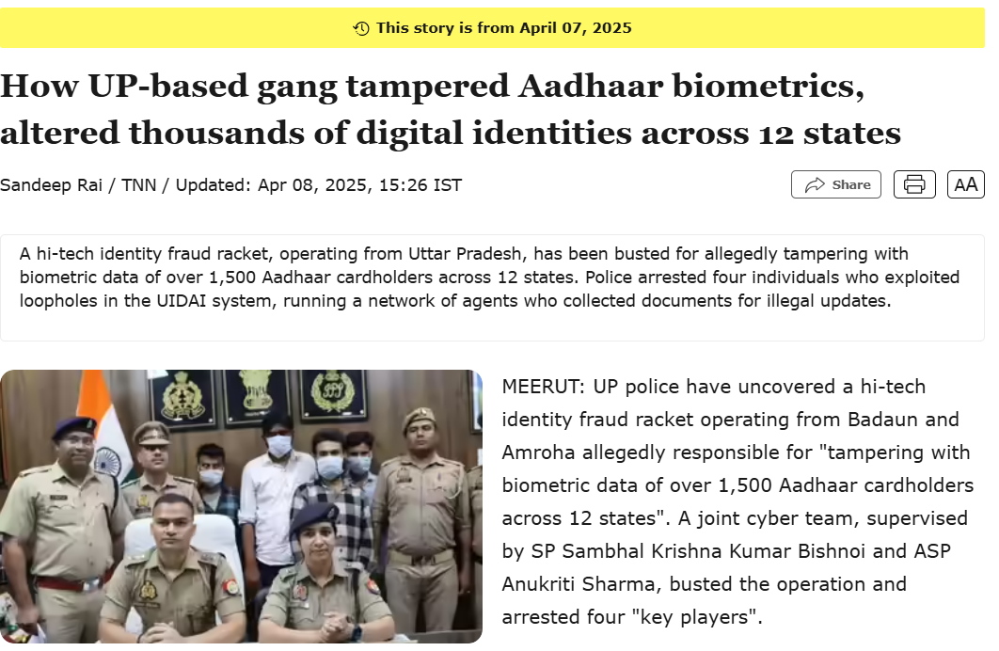 This story is from April 07, 2025
How UP-based gang tampered Aadhaar biometrics,
altered thousands of digital identities across 12 states
Sandeep Rai / TNN / Updated: Apr 08, 2025, 15:26 IST
Share
AA
A hi-tech identity fraud racket, operating from Uttar Pradesh, has been busted for allegedly tampering with
biometric data of over 1,500 Aadhaar cardholders across 12 states. Police arrested four individuals who exploited
loopholes in the UIDAI system, running a network of agents who collected documents for illegal updates.
MEERUT: UP police have uncovered a hi-tech
identity fraud racket operating from Badaun and
Amroha allegedly responsible for "tampering with
biometric data of over 1,500 Aadhaar cardholders
across 12 states". A joint cyber team, supervised
by SP Sambhal Krishna Kumar Bishnoi and ASP
Anukriti Sharma, busted the operation and
arrested four "key players".